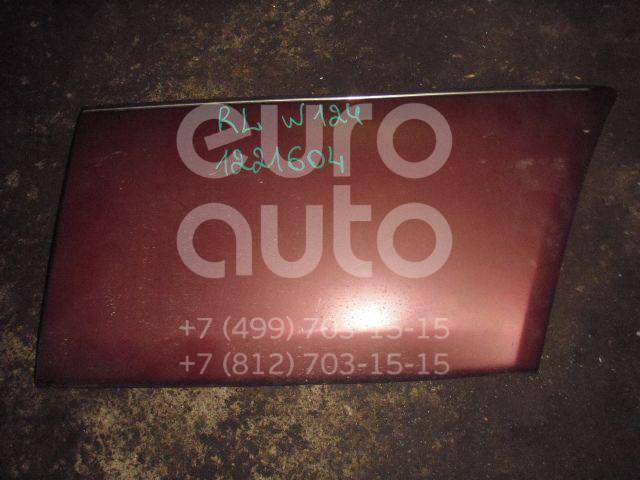 RL W124
1221604
euro
auto
+7 (499) 703-15-15
+7 (812) 703-15-15